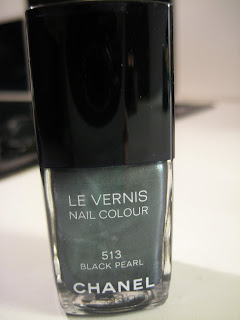 LE VERNIS
NAIL COLOUR
513
BLACK PEARL
CHANEL